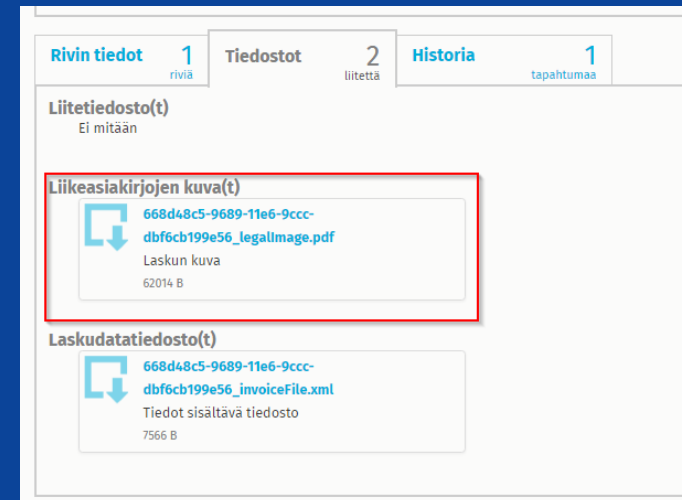 Rivin tiedot 1 riviä
Tiedostot 2 liitettä
Historia 1 tapahtumaa
Liitetiedosto(t)
Ei mitään
Liikeasiakirjojen kuva(t)
668d48c5-9689-11e6-9ccc-
dbf6cb199e56_legalImage.pdf
Laskun kuva
62014 B
Laskudatatiedosto(t)
668d48c5-9689-11e6-9ccc-
dbf6cb199e56_invoiceFile.xml
Tiedot sisältävä tiedosto
7566 B